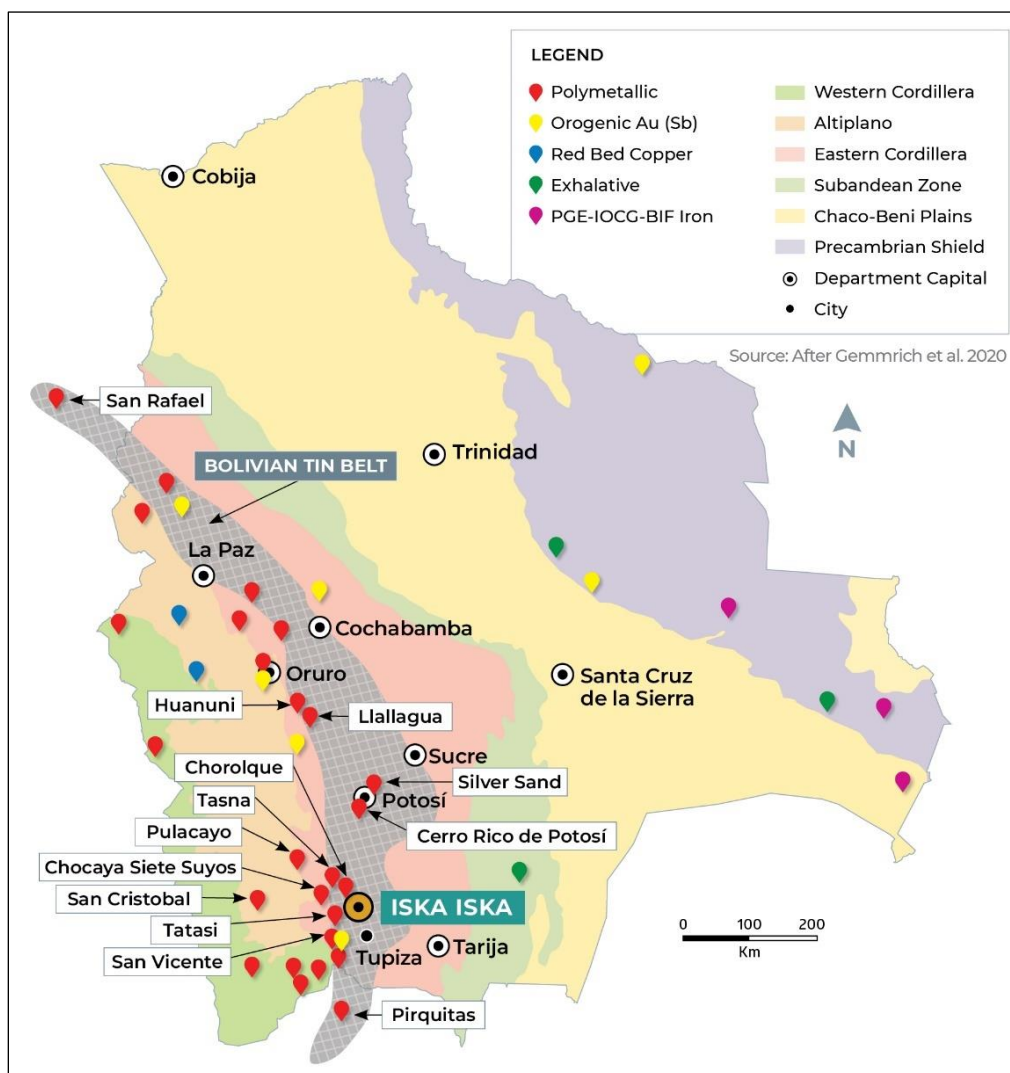 LEGEND
Polymetallic
Orogenic Au (Sb)
Red Bed Copper
Exhalative
PGE-IOCG-BIF Iron
Western Cordillera
Altiplano
Eastern Cordillera
Subandean Zone
Chaco-Beni Plains
Precambrian Shield
Department Capital
City
Source: After Gemmrich et al. 2020
N
Cobija
San Rafael
Trinidad
BOLIVIAN TIN BELT
La Paz
Cochabamba
Oruro
Santa Cruz
de la Sierra
Huanuni
Llallagua
Sucre
Chorolque
Silver Sand
Tasna
Potosí
Pulacayo
Cerro Rico de Potosí
Chocaya Siete Suyos
San Cristobal
ISKA ISKA
Tatasi
San Vicente
Tupiza
Tarija
0 100 200
Km
Pirquitas